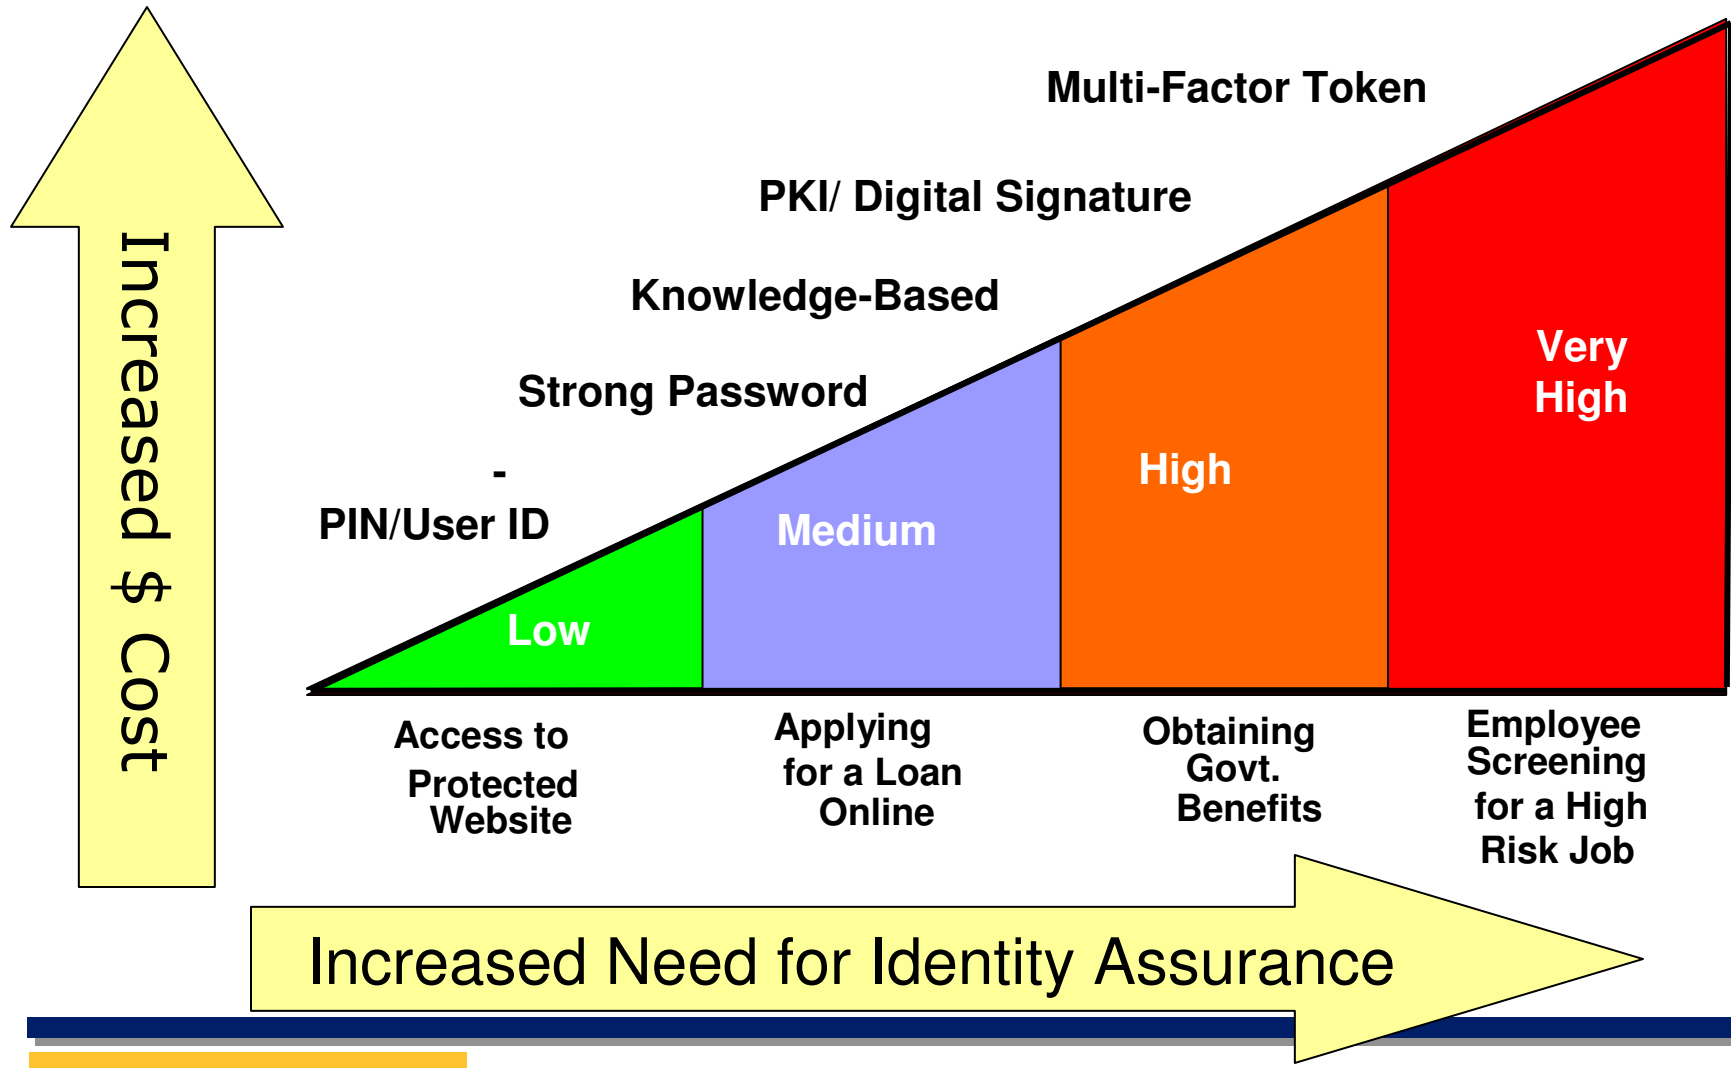 Increased $ Cost
Multi-Factor Token
PKI/ Digital Signature
Knowledge-Based
Strong Password
-
PIN/User ID
Low
Medium
High
Very
High
Access to
Protected
Website
Applying
for a Loan
Online
Obtaining
Govt.
Benefits
Employee
Screening
for a High
Risk Job
Increased Need for Identity Assurance